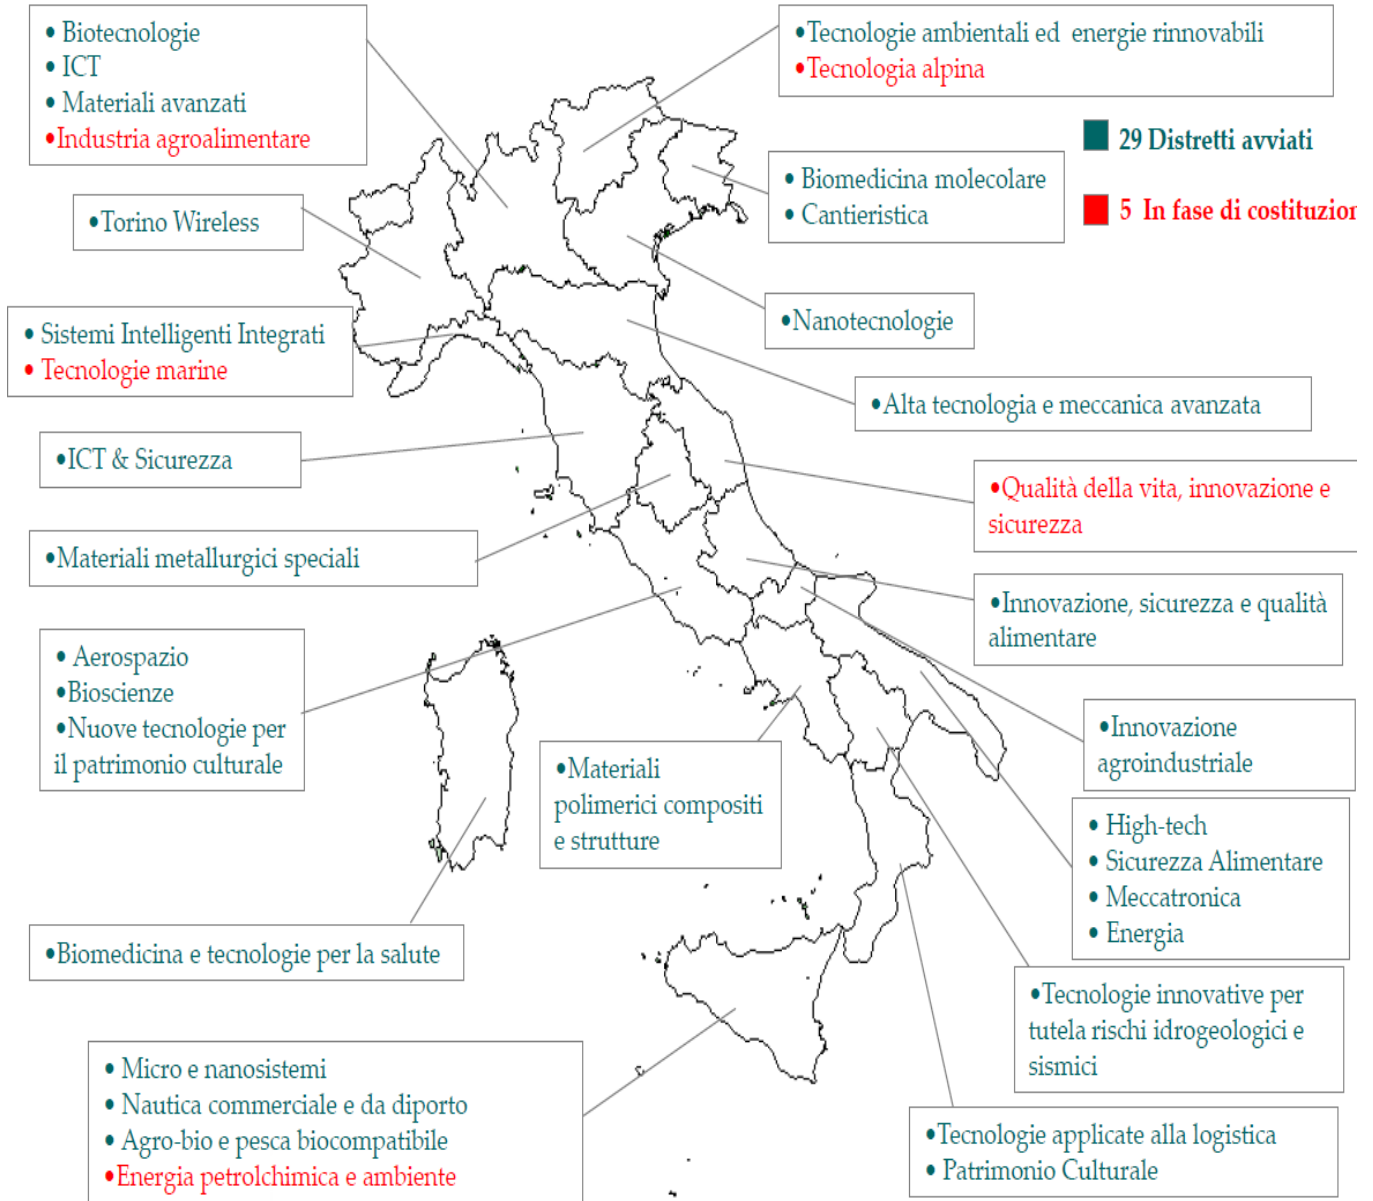 • Biotecnologie
• ICT
• Materiali avanzati
•Industria agroalimentare
•Tecnologie ambientali ed energie rinnovabili
•Tecnologia alpina
29 Distretti avviati
5 In fase di costituzion
• Biomedicina molecolare
• Cantieristica
•Torino Wireless
•Nanotecnologie
• Sistemi Intelligenti Integrati
• Tecnologie marine
•Alta tecnologia e meccanica avanzata
•ICT & Sicurezza
•Qualità della vita, innovazione e
sicurezza
•Materiali metallurgici speciali
•Innovazione, sicurezza e qualità
alimentare
• Aerospazio
•Bioscienze
•Nuove tecnologie per
il patrimonio culturale
•Innovazione
agroindustriale
•Materiali
polimerici compositi
e strutture
• High-tech
• Sicurezza Alimentare
• Meccatronica
• Energia
•Biomedicina e tecnologie per la salute
•Tecnologie innovative per
tutela rischi idrogeologici e
sismici
• Micro e nanosistemi
• Nautica commerciale e da diporto
• Agro-bio e pesca biocompatibile
•Energia petrolchimica e ambiente
•Tecnologie applicate alla logistica
• Patrimonio Culturale